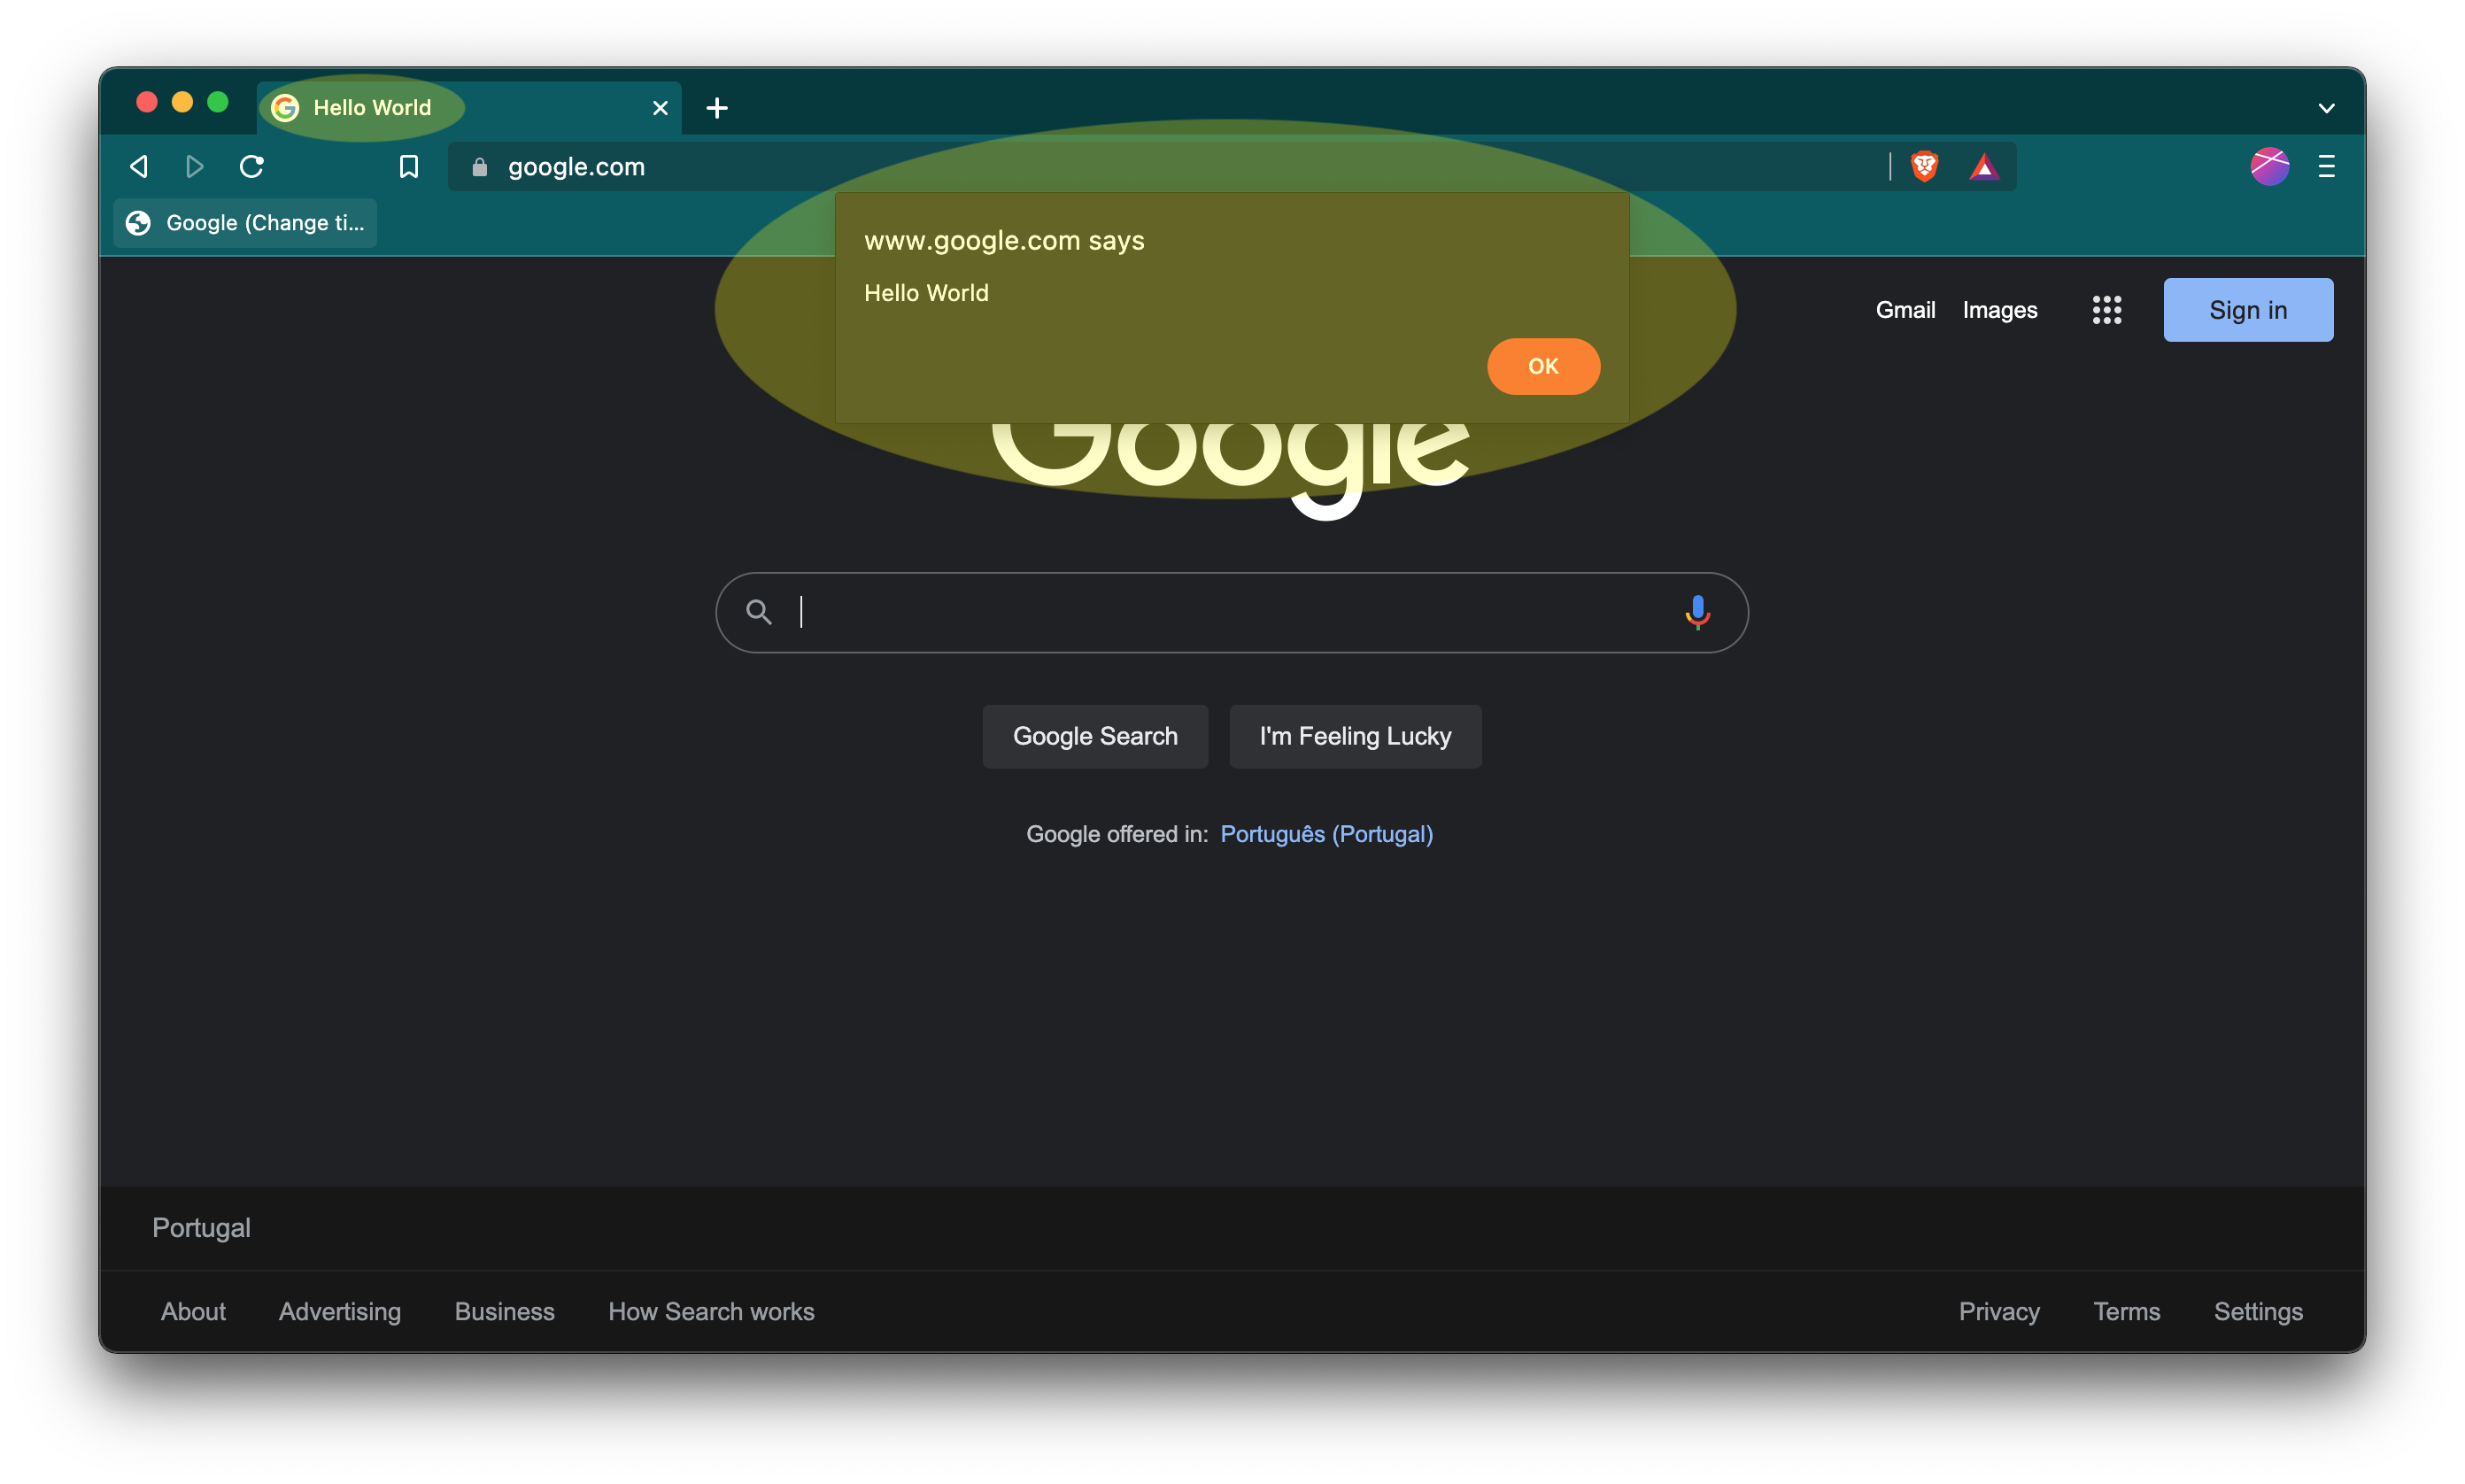 Hello World
google.com
Google (Change ti...
www.google.com says
Hello World
OK
Gmail Images Sign in
Google
Google Search I'm Feeling Lucky
Google offered in: Português (Portugal)
Portugal
About Advertising Business How Search works Privacy Terms Settings